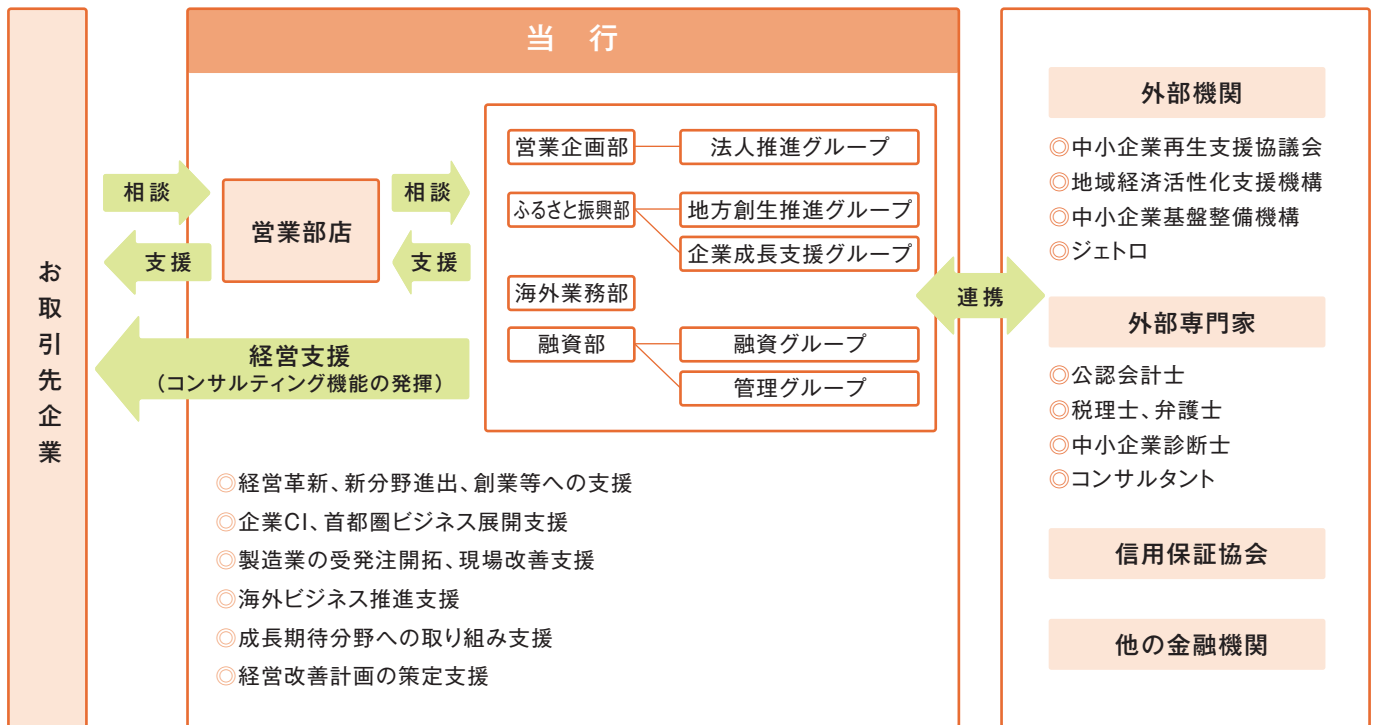 お取引先企業
当 行
相談
支援
営業部店
相談
支援
経営支援
（コンサルティング機能の発揮）
営業企画部
法人推進グループ
ふるさと振興部
地方創生推進グループ
企業成長支援グループ
海外業務部
融資部
融資グループ
管理グループ
◎経営革新、新分野進出、創業等への支援
◎企業CI、首都圏ビジネス展開支援
◎製造業の受発注開拓、現場改善支援
◎海外ビジネス推進支援
◎成長期待分野への取り組み支援
◎経営改善計画の策定支援
連携
外部機関
◎中小企業再生支援協議会
◎地域経済活性化支援機構
◎中小企業基盤整備機構
◎ジェトロ
外部専門家
◎公認会計士
◎税理士、弁護士
◎中小企業診断士
◎コンサルタント
信用保証協会
他の金融機関